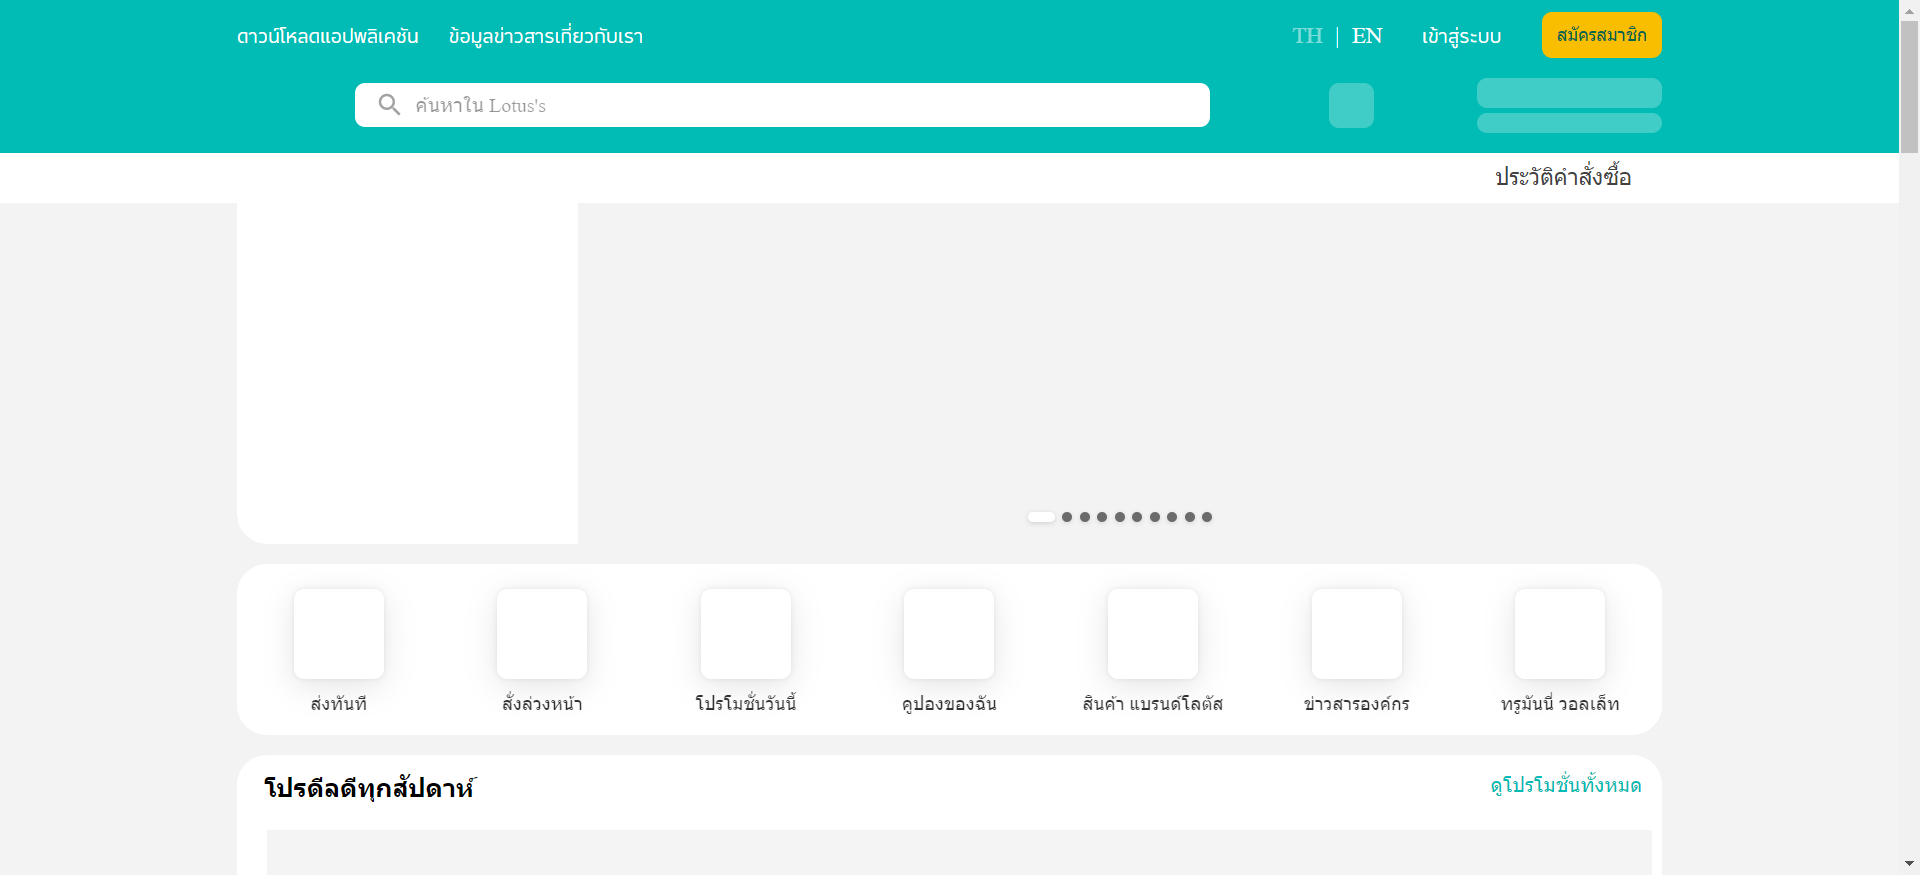 ดาวน์โหลดแอปพลิเคชัน ข้อมูลข่าวสารเกี่ยวกับเรา TH | EN เข้าสู่ระบบ สมัครสมาชิก
ค้นหาใน Lotus's
ประวัติคำสั่งซื้อ
ส่งทันที สั่งล่วงหน้า โปรโมชั่นวันนี้ คูปองของฉัน สินค้า แบรนด์โลตัส ข่าวสารองค์กร ทรูมันนี่ วอลเล็ท
โปรดีลดีทุกสัปดาห์ ดูโปรโมชั่นทั้งหมด